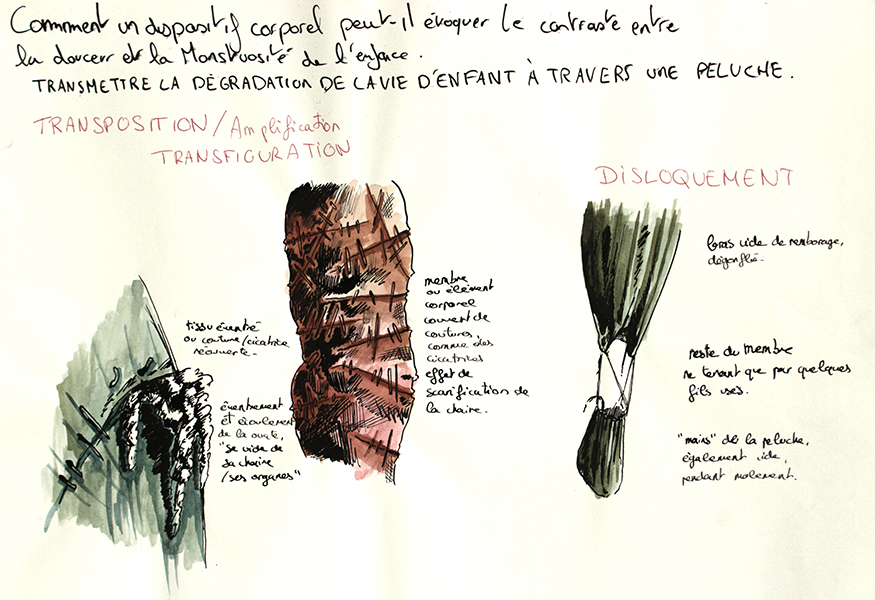 Comment un dispositif corporel peut-il évoquer le contraste entre
la douceur et la Monstruosité de l'enfance.
TRANSMETTRE LA DÉGRADATION DE LA VIE D'ENFANT À TRAVERS UNE PELUCHE.
TRANSPOSITION / Amplification
TRANSFIGURATION
tissu éventré
ou couture/cicatrice
réouverte.
éventrement
et écoulement
de la ouate,
"se vide de
sa chaire
/ses organes"
membre
ou élément
corporel
couvert de
coutures,
comme des
cicatrices
effet de
scarification de
la chaire.
DISLOQUEMENT
bras vide de remborage,
dégonflé.
reste du membre
ne tenant que par quelques
fils usés.
"mains" de la peluche,
également vide,
pendant molement.